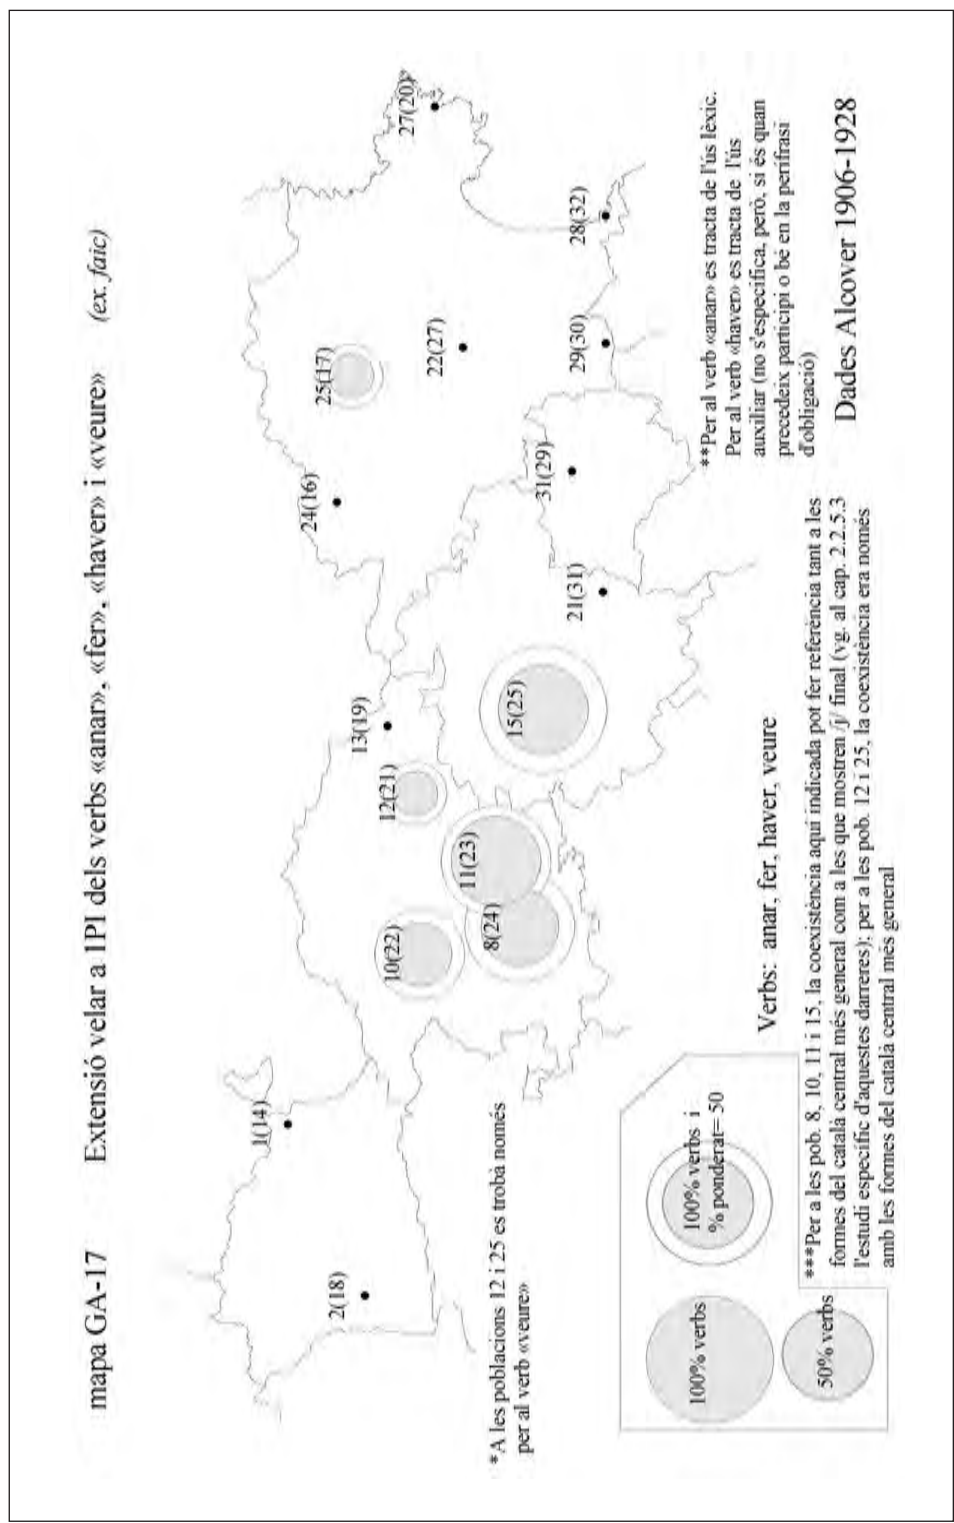 mapa GA-17 Extensió velar a 1PI dels verbs «anar», «fer», «haver» i «veure» (ex. faic)
27(20)
25(17)
24(16)
22(27)
28(32)
29(30)
31(29)
21(31)
13(19)
12(21)
15(25)
11(23)
10(22)
8(24)
1(14)
2(18)
*A les poblacions 12 i 25 es trobà només
per al verb «veure»
**Per al verb «anar» es tracta de l'ús lèxic.
Per al verb «haver» es tracta de l'ús
auxiliar (no s'especifica, però, si és quan
precedeix participi o bé en la perífrasi
d'obligació)
Dades Alcover 1906-1928
Verbs: anar, fer, haver, veure
100% verbs
50% verbs
100% verbs i
% ponderat= 50
***Per a les pob. 8, 10, 11 i 15, la coexistència aquí indicada pot fer referència tant a les
formes del català central més general com a les que mostren /j/ final (vg. al cap. 2.2.5.3
l'estudi específic d'aquestes darreres); per a les pob. 12 i 25, la coexistència era només
amb les formes del català central més general